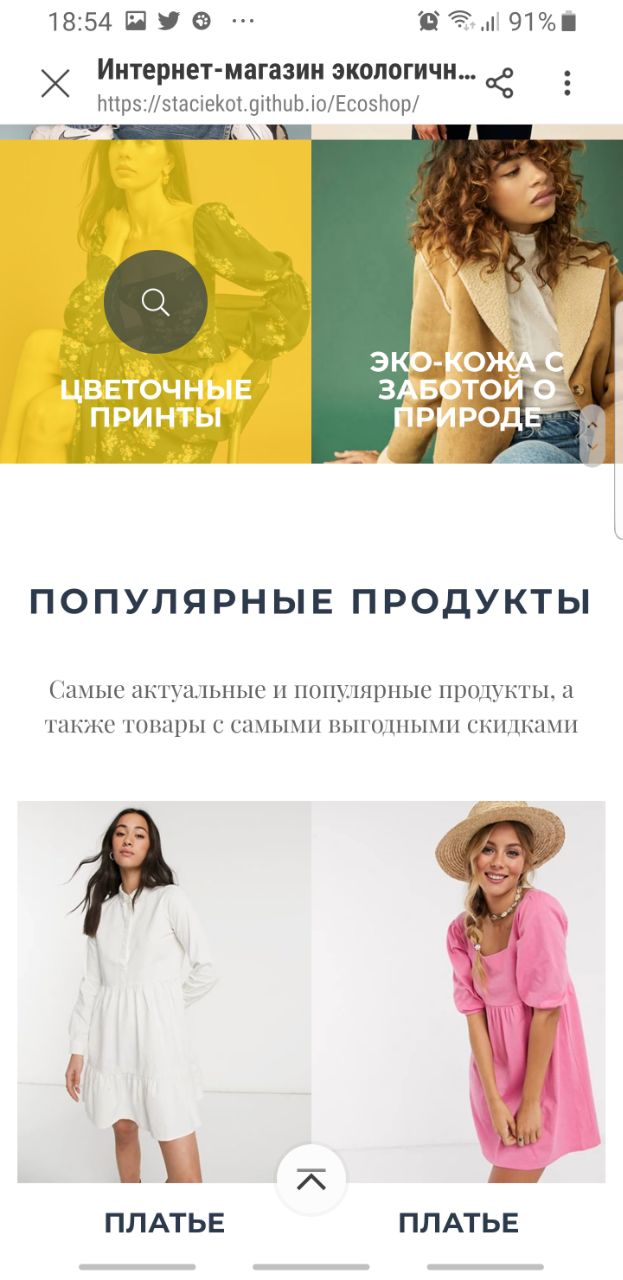 18:54
91%
Интернет-магазин экологичн...
https://staciekot.github.io/Ecoshop/
ЦВЕТОЧНЫЕ
ПРИНТЫ
ЭКО-КОЖА С
ЗАБОТОЙ О
ПРИРОДЕ
ПОПУЛЯРНЫЕ ПРОДУКТЫ
Самые актуальные и популярные продукты, а
также товары с самыми выгодными скидками
ПЛАТЬЕ
ПЛАТЬЕ